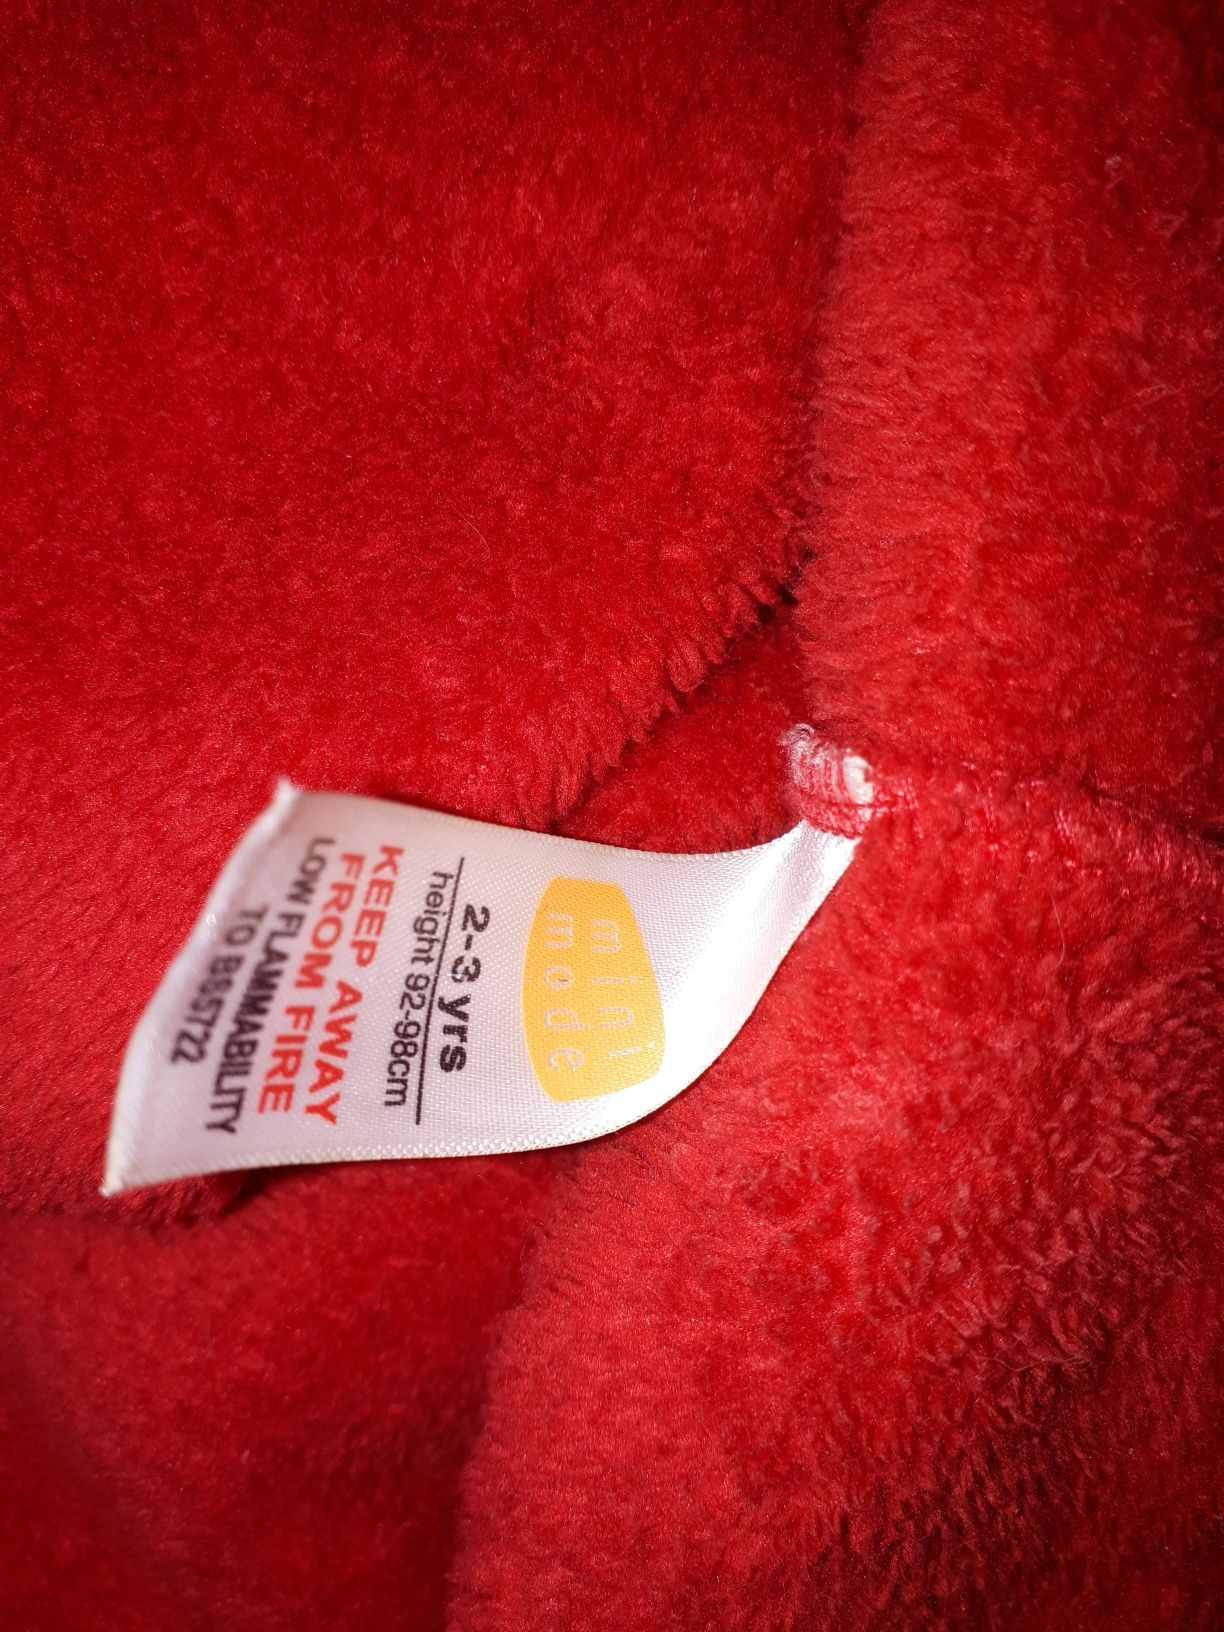 mini
mode
2-3 yrs
height 92-98cm
KEEP AWAY
FROM FIRE
LOW FLAMMABILITY
TO BS5722